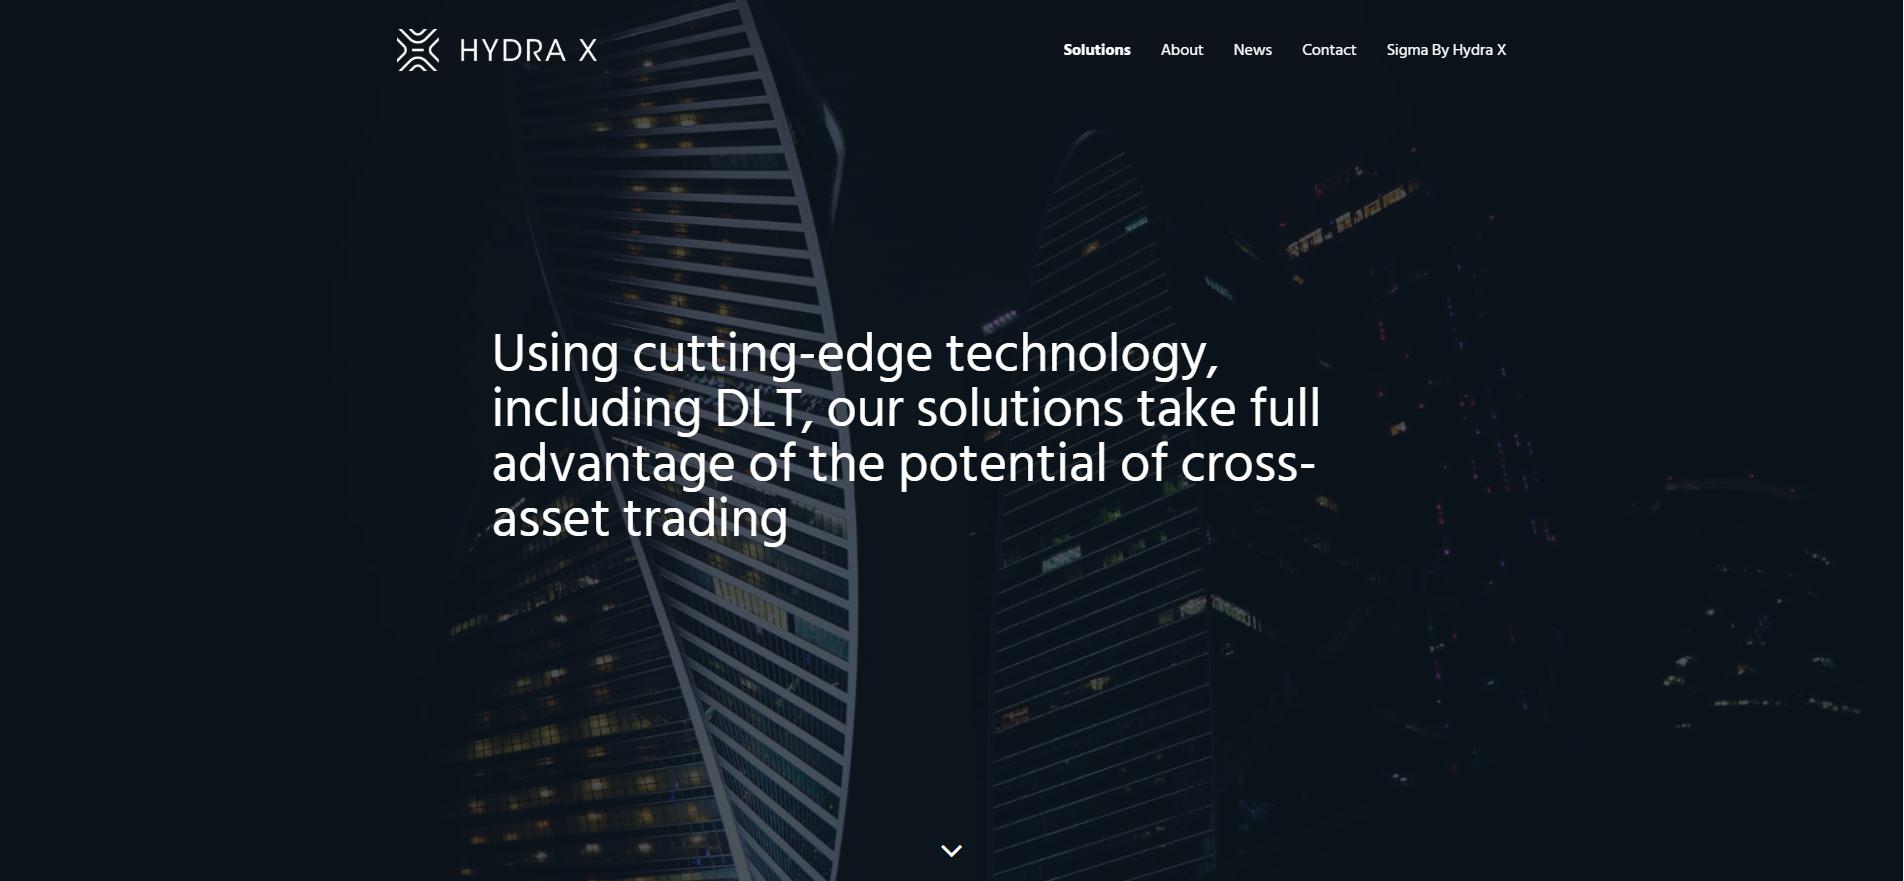 HYDRA X
Solutions About News Contact Sigma By Hydra X
Using cutting-edge technology,
including DLT, our solutions take full
advantage of the potential of cross-
asset trading